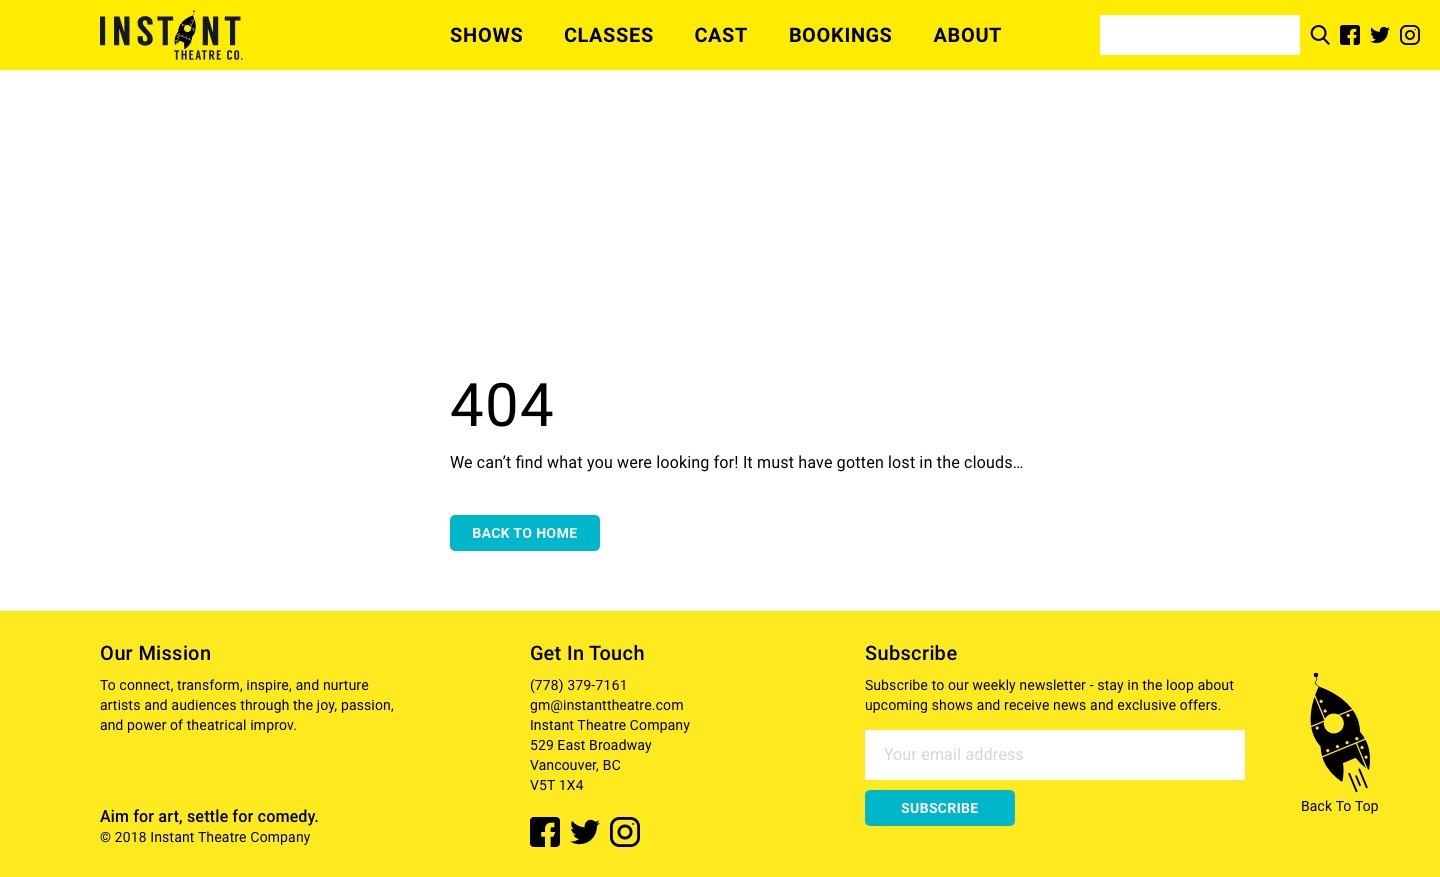 INSTANT
THEATRE CO.
SHOWS
CLASSES
CAST
BOOKINGS
ABOUT
404
We can’t find what you were looking for! It must have gotten lost in the clouds…
BACK TO HOME
Our Mission
To connect, transform, inspire, and nurture
artists and audiences through the joy, passion,
and power of theatrical improv.
Aim for art, settle for comedy.
© 2018 Instant Theatre Company
Get In Touch
(778) 379-7161
gm@instanttheatre.com
Instant Theatre Company
529 East Broadway
Vancouver, BC
V5T 1X4
Subscribe
Subscribe to our weekly newsletter - stay in the loop about
upcoming shows and receive news and exclusive offers.
Your email address
SUBSCRIBE
Back To Top